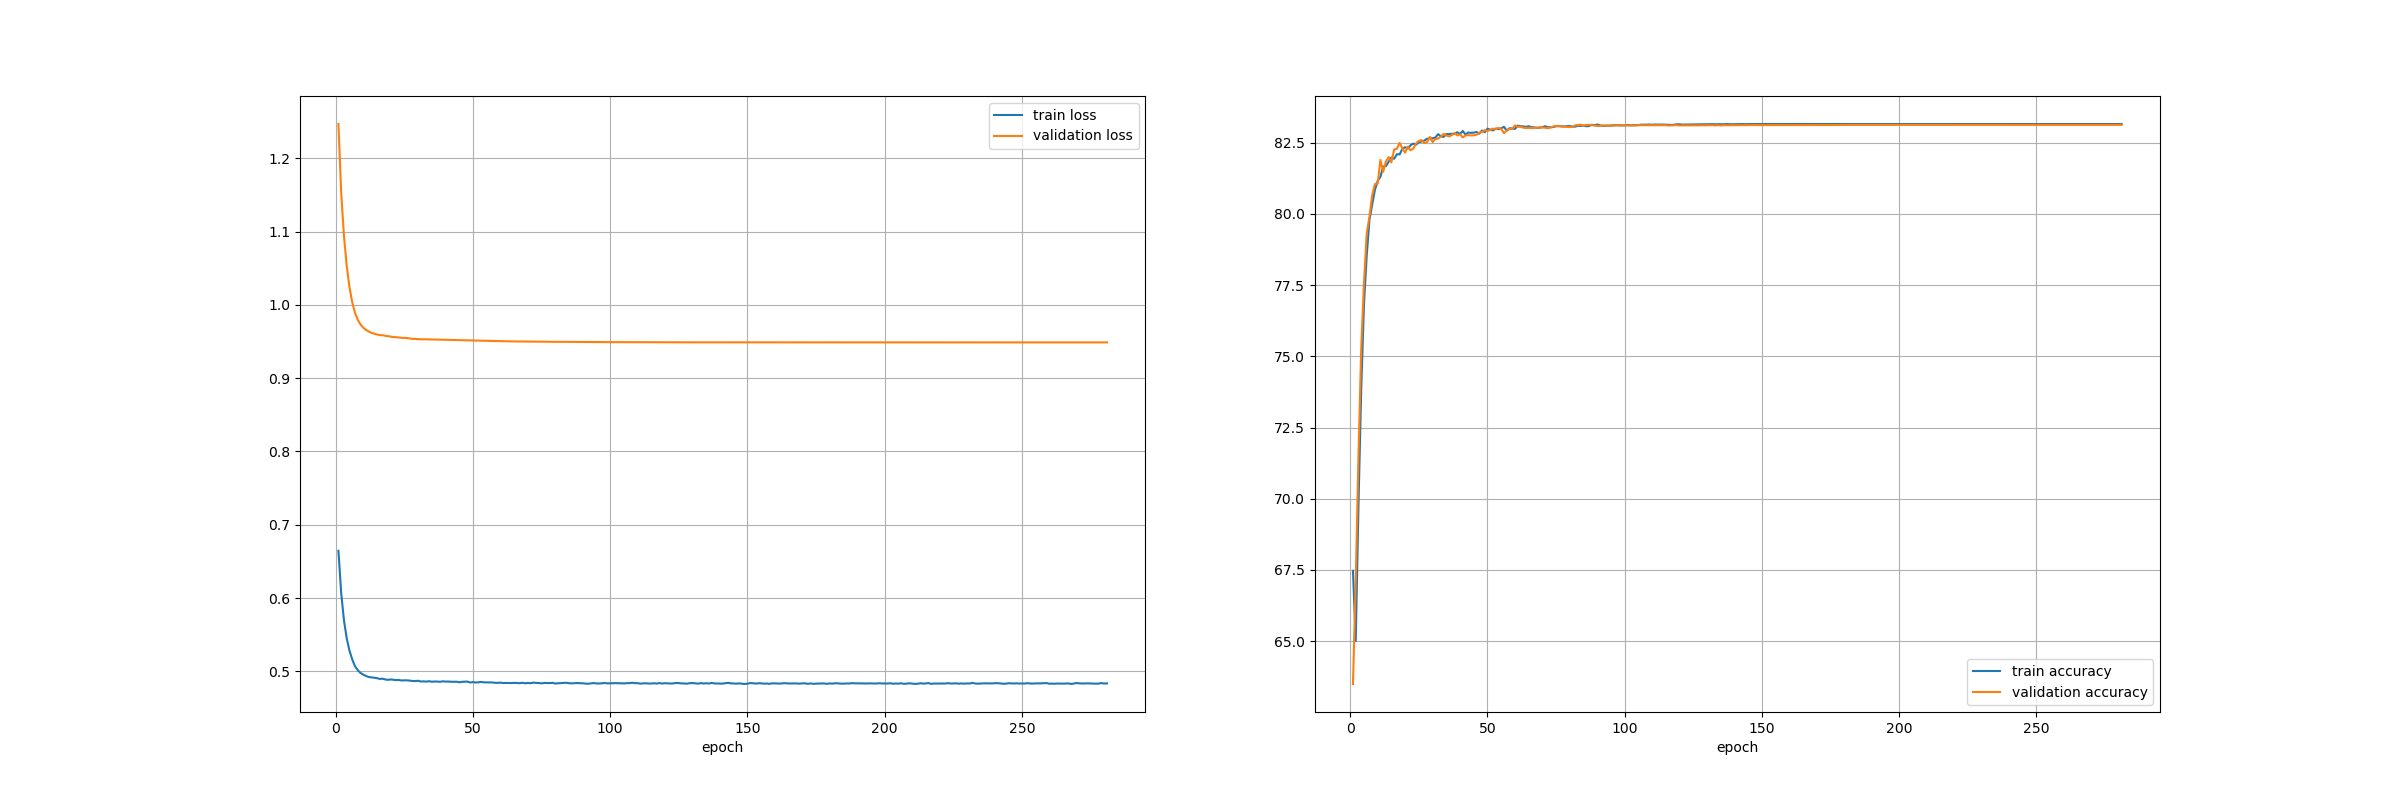 train loss
validation loss
1.2
1.1
1.0
0.9
0.8
0.7
0.6
0.5
0 50 100 150 200 250
epoch
82.5
80.0
77.5
75.0
72.5
70.0
67.5
65.0
train accuracy
validation accuracy
0 50 100 150 200 250
epoch